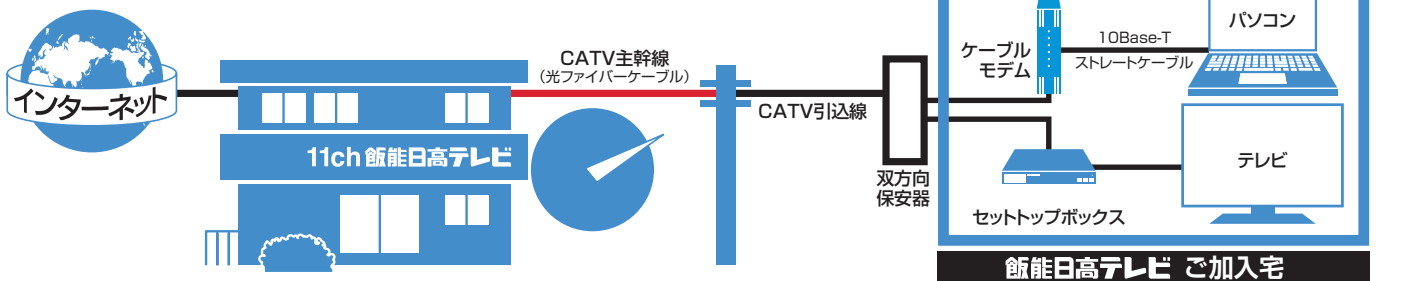 インターネット
11ch 飯能日高テレビ
CATV主幹線
（光ファイバーケーブル）
CATV引込線
双方向
保安器
ケーブル
モデム
10Base-T
ストレートケーブル
パソコン
セットトップボックス
テレビ
飯能日高テレビ ご加入宅